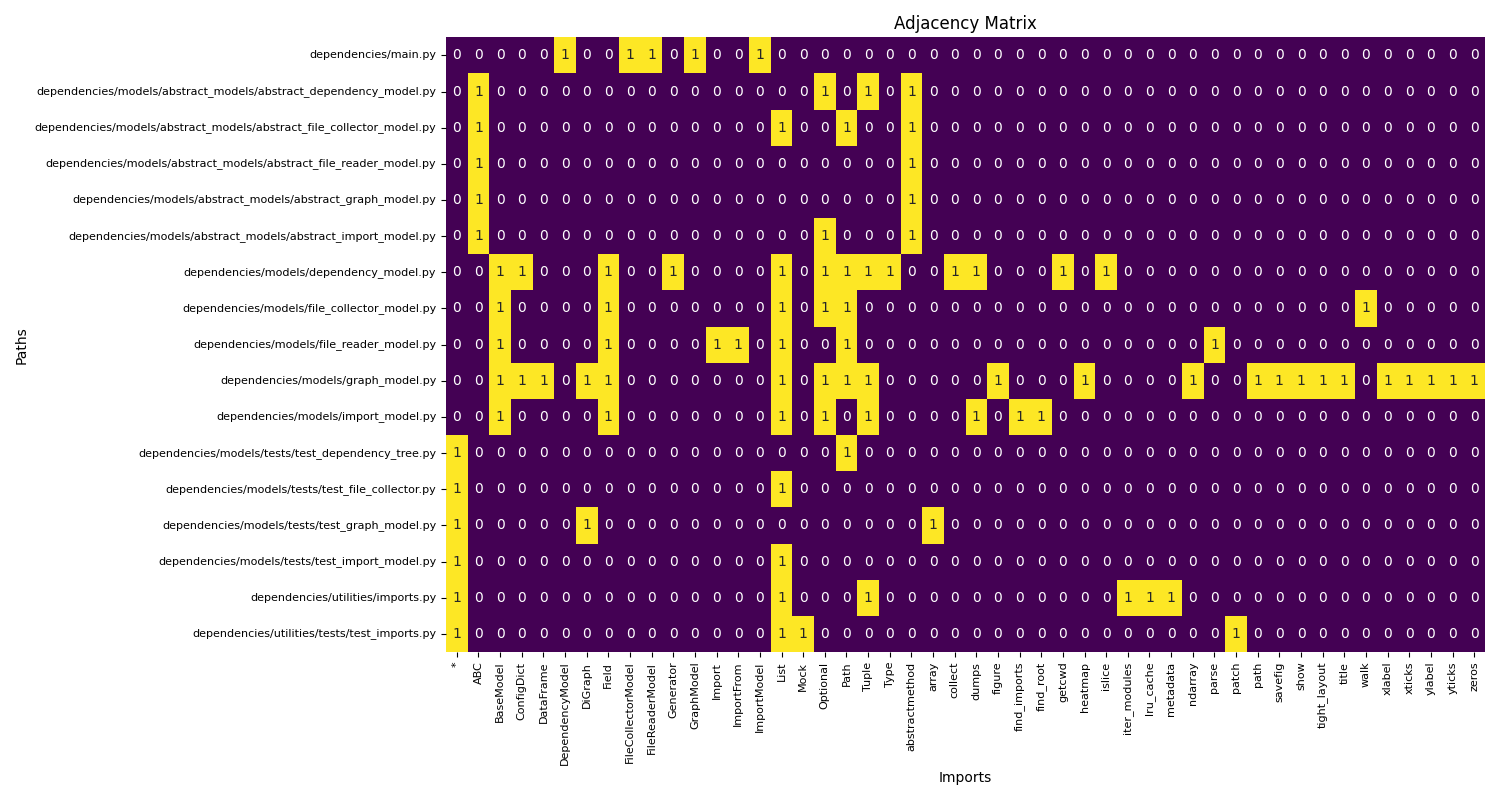 Adjacency Matrix
dependencies/main.py 0 0 0 0 0 1 0 0 1 1 0 1 0 0 1 0 0 0 0 0 0 0 0 0 0 0 0 0 0 0 0 0 0 0 0 0 0 0 0 0 0 0 0 0 0 0 0 0
dependencies/models/abstract_models/abstract_dependency_model.py 0 1 0 0 0 0 0 0 0 0 0 0 0 0 0 0 0 1 0 1 0 1 0 0 0 0 0 0 0 0 0 0 0 0 0 0 0 0 0 0 0 0 0 0 0 0 0 0
dependencies/models/abstract_models/abstract_file_collector_model.py 0 1 0 0 0 0 0 0 0 0 0 0 0 0 0 1 0 0 1 0 0 1 0 0 0 0 0 0 0 0 0 0 0 0 0 0 0 0 0 0 0 0 0 0 0 0 0 0
dependencies/models/abstract_models/abstract_file_reader_model.py 0 1 0 0 0 0 0 0 0 0 0 0 0 0 0 0 0 0 0 0 0 1 0 0 0 0 0 0 0 0 0 0 0 0 0 0 0 0 0 0 0 0 0 0 0 0 0 0
dependencies/models/abstract_models/abstract_graph_model.py 0 1 0 0 0 0 0 0 0 0 0 0 0 0 0 0 0 0 0 0 0 1 0 0 0 0 0 0 0 0 0 0 0 0 0 0 0 0 0 0 0 0 0 0 0 0 0 0
dependencies/models/abstract_models/abstract_import_model.py 0 1 0 0 0 0 0 0 0 0 0 0 0 0 0 0 0 1 0 0 0 1 0 0 0 0 0 0 0 0 0 0 0 0 0 0 0 0 0 0 0 0 0 0 0 0 0 0
dependencies/models/dependency_model.py 0 0 1 1 0 0 0 1 0 0 1 0 0 0 0 1 0 1 1 1 1 0 0 1 1 0 0 0 1 0 1 0 0 0 0 0 0 0 0 0 0 0 0 0 0 0 0 0
dependencies/models/file_collector_model.py 0 0 1 0 0 0 0 1 0 0 0 0 0 0 0 1 0 1 1 0 0 0 0 0 0 0 0 0 0 0 0 0 0 0 0 0 0 0 0 0 0 0 1 0 0 0 0 0
dependencies/models/file_reader_model.py 0 0 1 0 0 0 0 1 0 0 0 0 1 1 0 1 0 0 1 0 0 0 0 0 0 0 0 0 0 0 0 0 0 0 0 1 0 0 0 0 0 0 0 0 0 0 0 0
dependencies/models/graph_model.py 0 0 1 1 1 0 1 1 0 0 0 0 0 0 0 1 0 1 1 1 0 0 0 0 0 1 0 0 0 1 0 0 0 0 1 0 0 1 1 1 1 1 0 1 1 1 1 1
dependencies/models/import_model.py 0 0 1 0 0 0 0 1 0 0 0 0 0 0 0 1 0 1 0 1 0 0 0 0 1 0 1 1 0 0 0 0 0 0 0 0 0 0 0 0 0 0 0 0 0 0 0 0
dependencies/models/tests/test_dependency_tree.py 1 0 0 0 0 0 0 0 0 0 0 0 0 0 0 0 0 0 1 0 0 0 0 0 0 0 0 0 0 0 0 0 0 0 0 0 0 0 0 0 0 0 0 0 0 0 0 0
dependencies/models/tests/test_file_collector.py 1 0 0 0 0 0 0 0 0 0 0 0 0 0 0 1 0 0 0 0 0 0 0 0 0 0 0 0 0 0 0 0 0 0 0 0 0 0 0 0 0 0 0 0 0 0 0 0
dependencies/models/tests/test_graph_model.py 1 0 0 0 0 0 1 0 0 0 0 0 0 0 0 0 0 0 0 0 0 0 1 0 0 0 0 0 0 0 0 0 0 0 0 0 0 0 0 0 0 0 0 0 0 0 0 0
dependencies/models/tests/test_import_model.py 1 0 0 0 0 0 0 0 0 0 0 0 0 0 0 1 0 0 0 0 0 0 0 0 0 0 0 0 0 0 0 0 0 0 0 0 0 0 0 0 0 0 0 0 0 0 0 0
dependencies/utilities/imports.py 1 0 0 0 0 0 0 0 0 0 0 0 0 0 0 1 0 0 0 1 0 0 0 0 0 0 0 0 0 0 0 1 1 1 0 0 0 0 0 0 0 0 0 0 0 0 0 0
dependencies/utilities/tests/test_imports.py 1 0 0 0 0 0 0 0 0 0 0 0 0 0 0 1 1 0 0 0 0 0 0 0 0 0 0 0 0 0 0 0 0 0 0 0 1 0 0 0 0 0 0 0 0 0 0 0
Paths
*
ABC
BaseModel
ConfigDict
DataFrame
DependencyModel
DiGraph
Field
FileCollectorModel
FileReaderModel
Generator
GraphModel
Import
ImportFrom
ImportModel
List
Mock
Optional
Path
Tuple
Type
abstractmethod
array
collect
dumps
figure
find_imports
find_root
getcwd
heatmap
islice
iter_modules
lru_cache
metadata
ndarray
parse
patch
path
savefig
show
tight_layout
title
walk
xlabel
xticks
ylabel
yticks
zeros
Imports